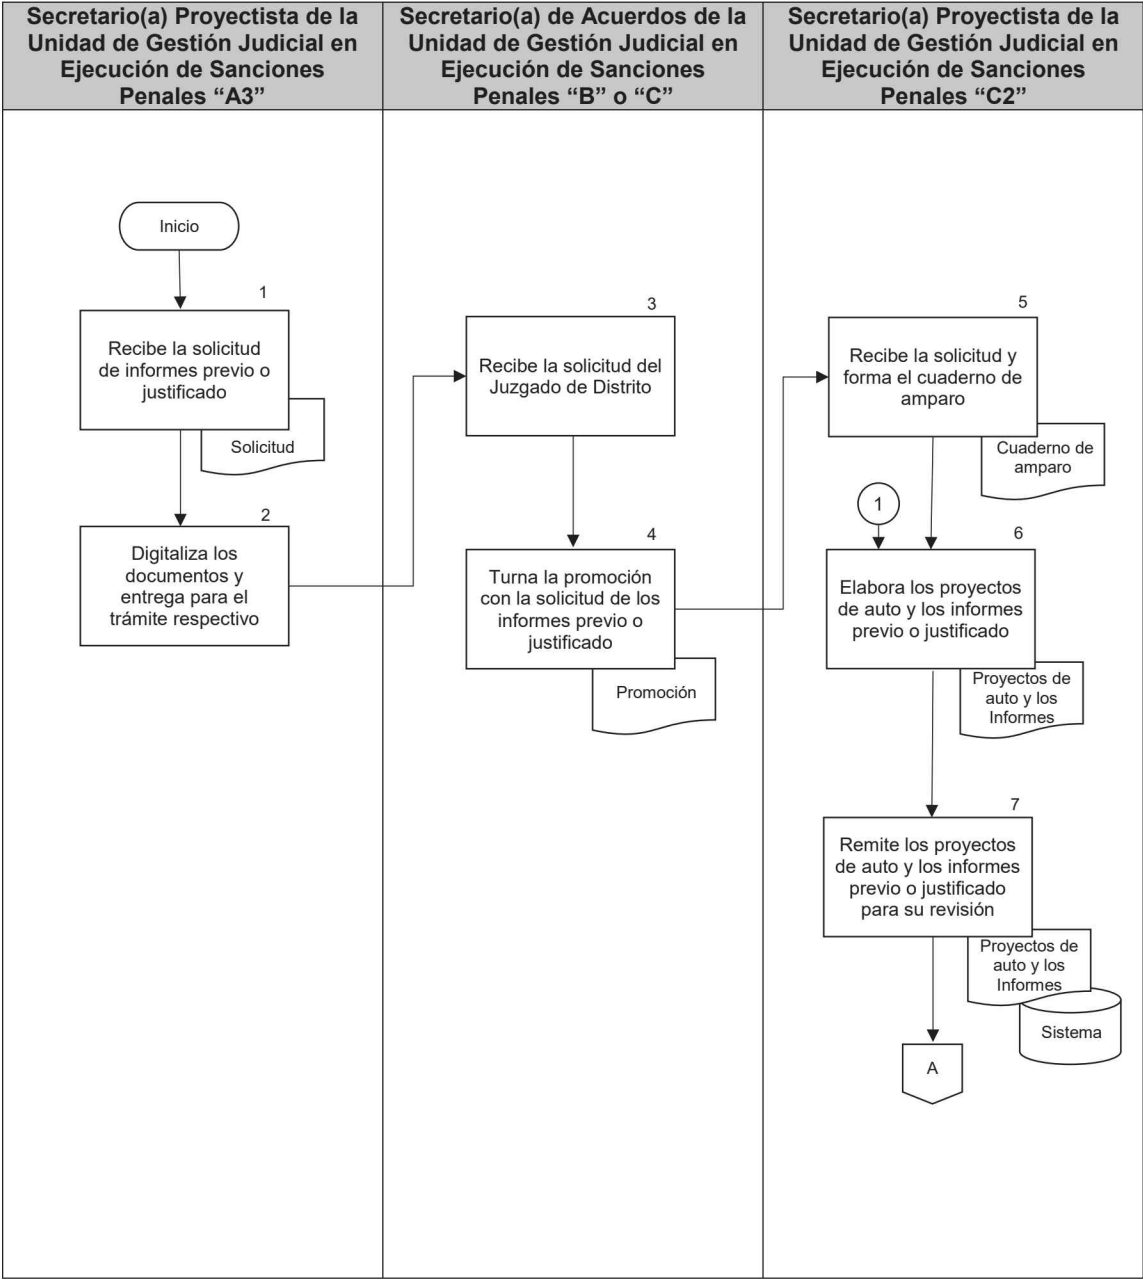 Secretario(a) Proyectista de la
Unidad de Gestión Judicial en
Ejecución de Sanciones
Penales “A3”
Secretario(a) de Acuerdos de la
Unidad de Gestión Judicial en
Ejecución de Sanciones
Penales “B” o “C”
Secretario(a) Proyectista de la
Unidad de Gestión Judicial en
Ejecución de Sanciones
Penales “C2”
Inicio
1
Recibe la solicitud
de informes previo o
justificado
Solicitud
2
Digitaliza los
documentos y
entrega para el
trámite respectivo
3
Recibe la solicitud del
Juzgado de Distrito
4
Turna la promoción
con la solicitud de los
informes previo o
justificado
Promoción
5
Recibe la solicitud y
forma el cuaderno de
amparo
Cuaderno de
amparo
1
6
Elabora los proyectos
de auto y los informes
previo o justificado
Proyectos de
auto y los
Informes
7
Remite los proyectos
de auto y los informes
previo o justificado
para su revisión
Proyectos de
auto y los
Informes
Sistema
A